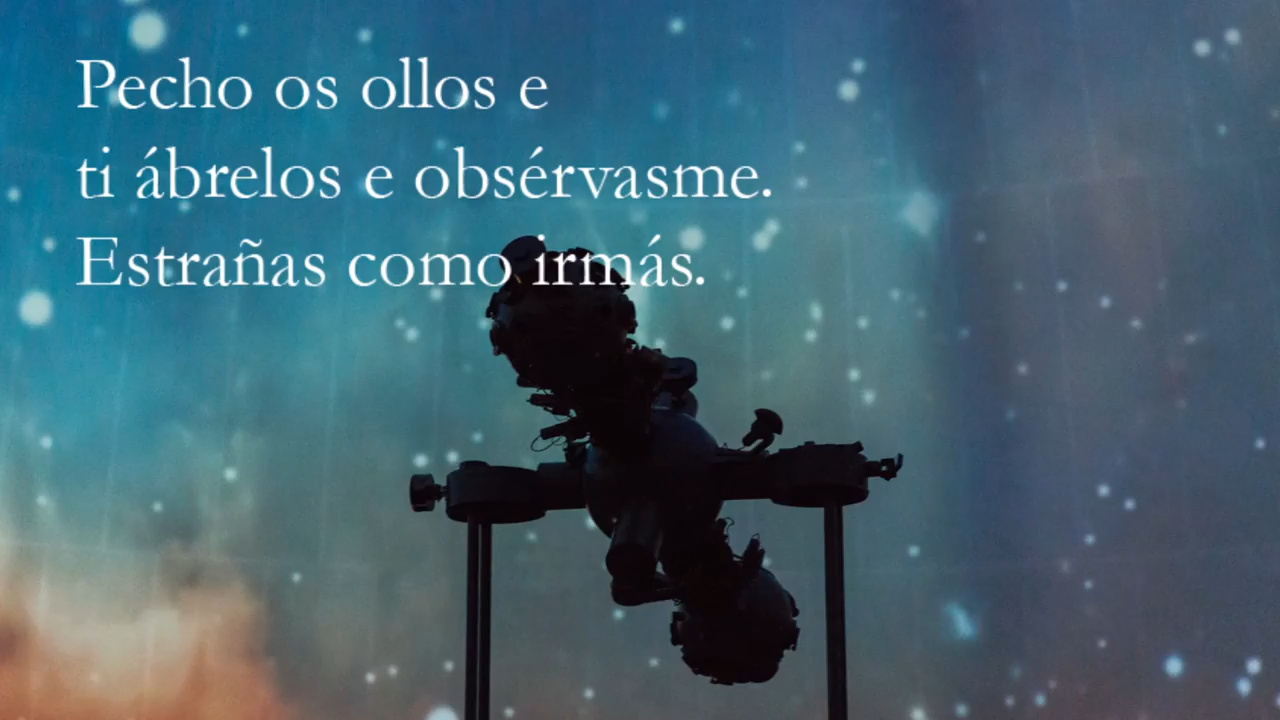 Pecho os ollos e
ti ábrelos e obsérvasme.
Estrañas como irmás.